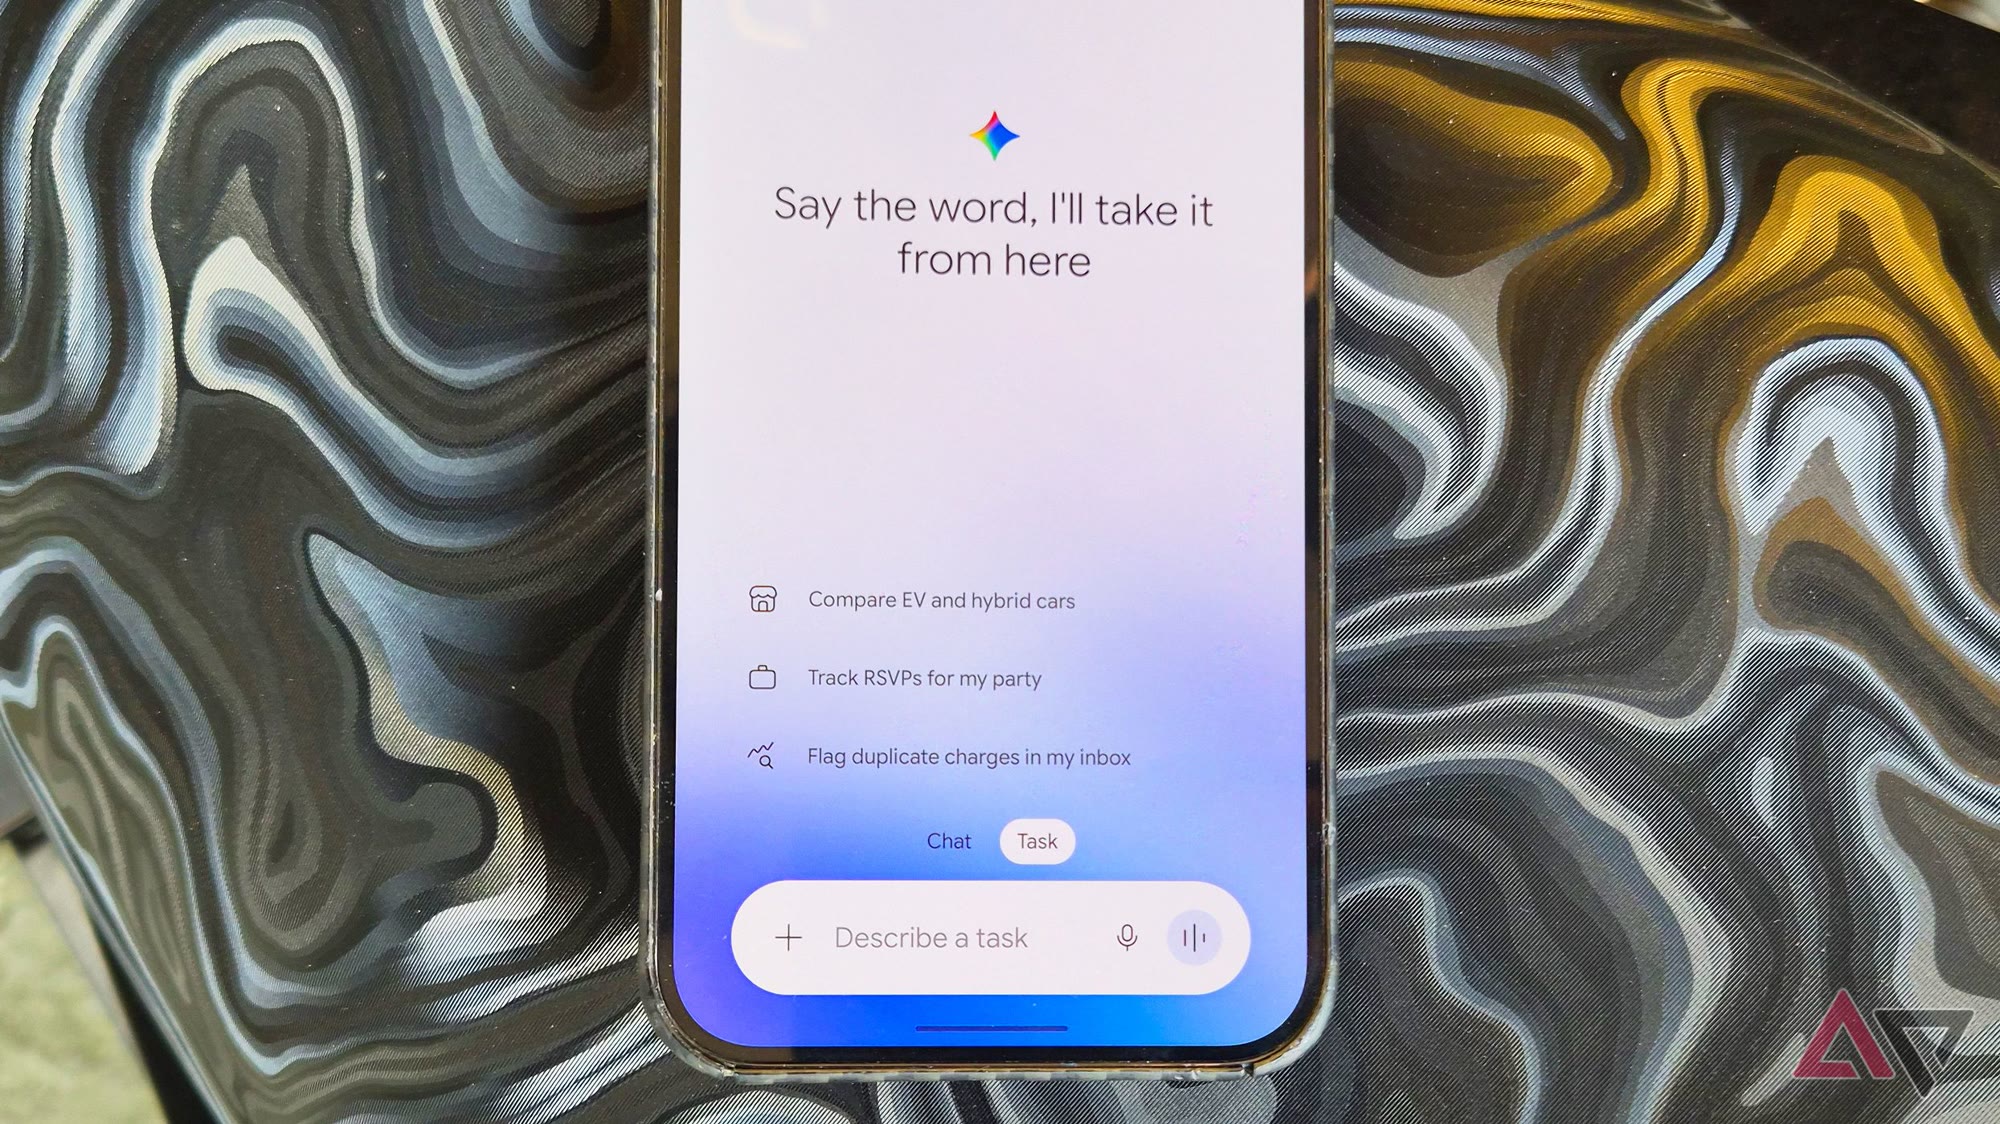 Say the word, I'll take it
from here
Compare EV and hybrid cars
Track RSVPs for my party
Flag duplicate charges in my inbox
Chat Task
Describe a task